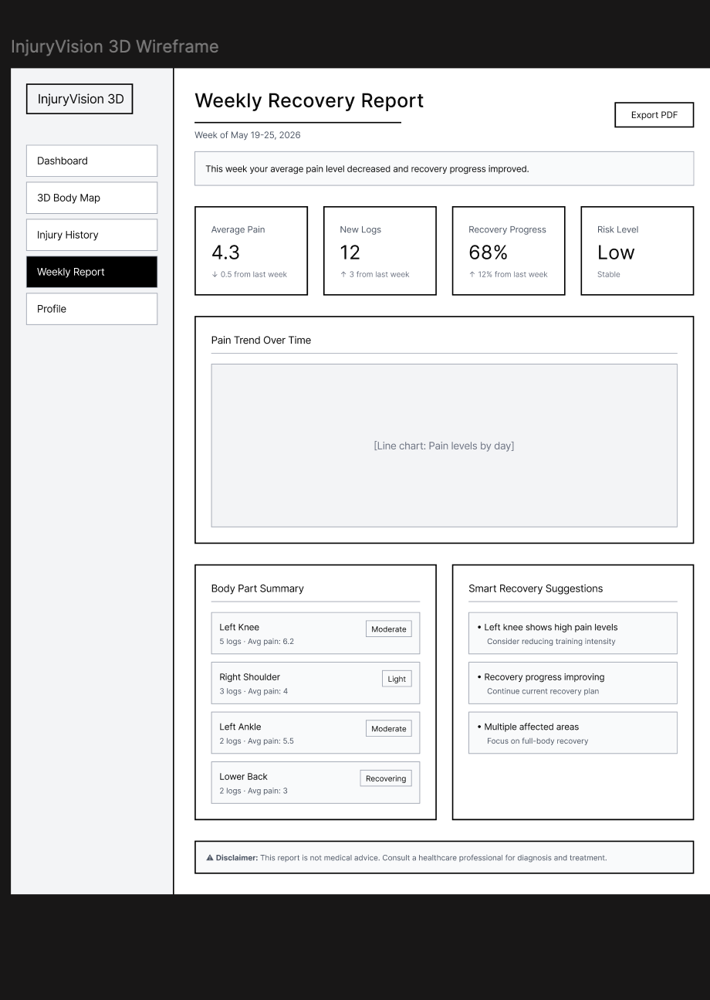 InjuryVision 3D Wireframe
InjuryVision 3D
Dashboard
3D Body Map
Injury History
Weekly Report
Profile
Weekly Recovery Report
Export PDF
Week of May 19-25, 2026
This week your average pain level decreased and recovery progress improved.
Average Pain
4.3
↓ 0.5 from last week
New Logs
12
↑ 3 from last week
Recovery Progress
68%
↑ 12% from last week
Risk Level
Low
Stable
Pain Trend Over Time
[Line chart: Pain levels by day]
Body Part Summary
Left Knee
Moderate
5 logs · Avg pain: 6.2
Right Shoulder
Light
3 logs · Avg pain: 4
Left Ankle
Moderate
2 logs · Avg pain: 5.5
Lower Back
Recovering
2 logs · Avg pain: 3
Smart Recovery Suggestions
• Left knee shows high pain levels
Consider reducing training intensity
• Recovery progress improving
Continue current recovery plan
• Multiple affected areas
Focus on full-body recovery
⚠ Disclaimer: This report is not medical advice. Consult a healthcare professional for diagnosis and treatment.